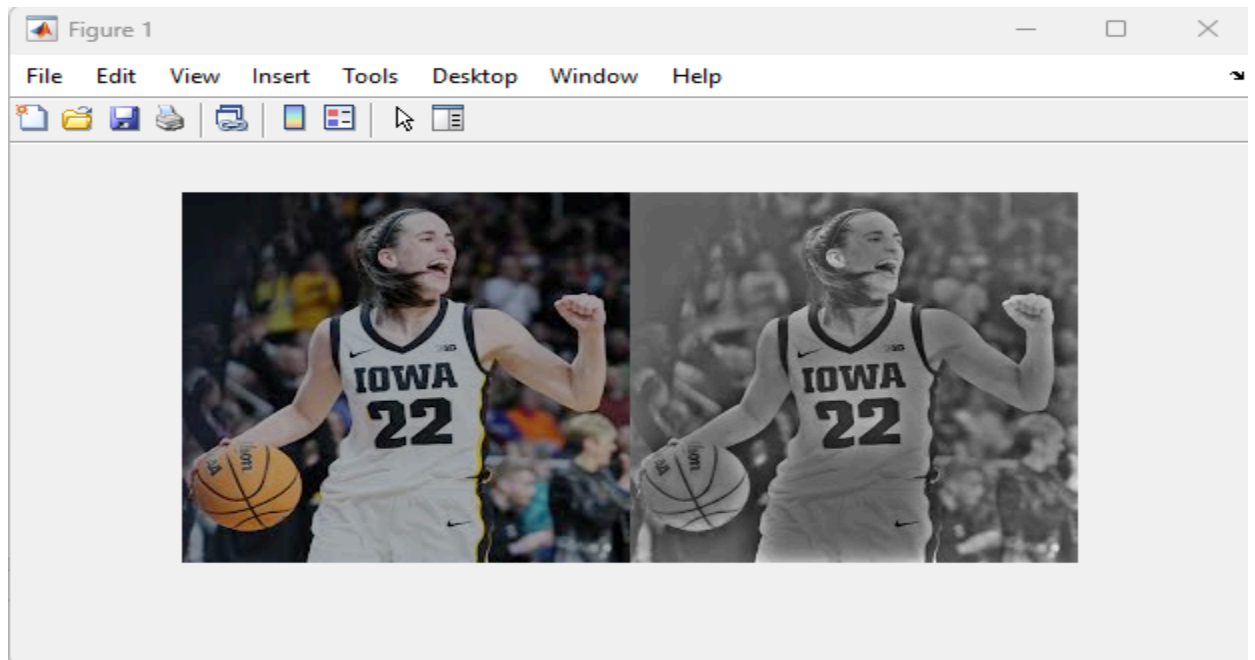 Figure 1
File Edit View Insert Tools Desktop Window Help
IOWA
22
IOWA
22